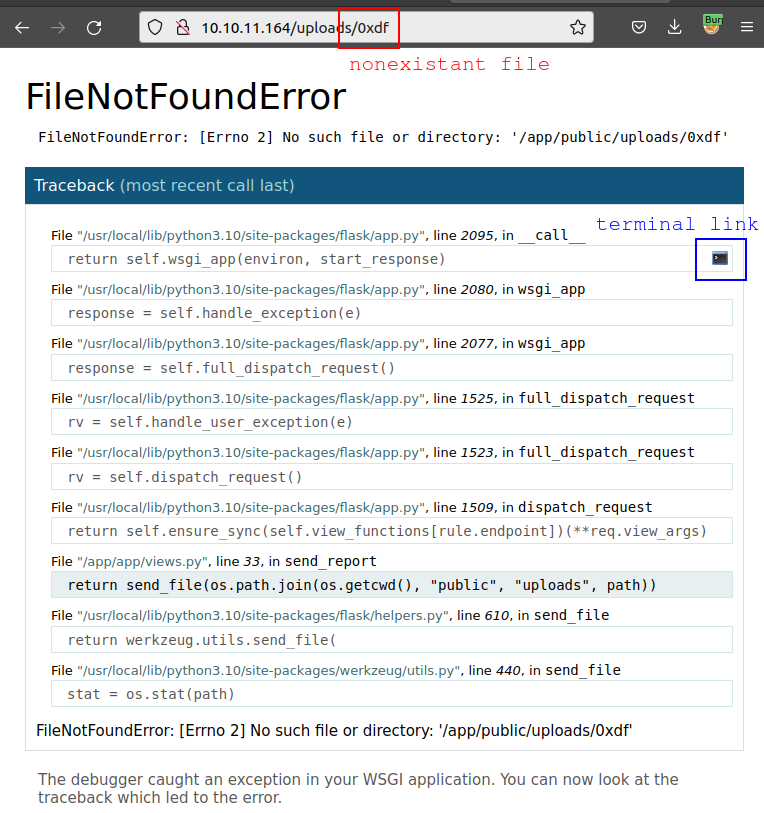 10.10.11.164/uploads/0xdf
Bur
nonexistant file
FileNotFoundError
FileNotFoundError: [Errno 2] No such file or directory: '/app/public/uploads/0xdf'
Traceback (most recent call last)
terminal link
File "/usr/local/lib/python3.10/site-packages/flask/app.py", line 2095, in __call__
return self.wsgi_app(environ, start_response)
File "/usr/local/lib/python3.10/site-packages/flask/app.py", line 2080, in wsgi_app
response = self.handle_exception(e)
File "/usr/local/lib/python3.10/site-packages/flask/app.py", line 2077, in wsgi_app
response = self.full_dispatch_request()
File "/usr/local/lib/python3.10/site-packages/flask/app.py", line 1525, in full_dispatch_request
rv = self.handle_user_exception(e)
File "/usr/local/lib/python3.10/site-packages/flask/app.py", line 1523, in full_dispatch_request
rv = self.dispatch_request()
File "/usr/local/lib/python3.10/site-packages/flask/app.py", line 1509, in dispatch_request
return self.ensure_sync(self.view_functions[rule.endpoint])(**req.view_args)
File "/app/app/views.py", line 33, in send_report
return send_file(os.path.join(os.getcwd(), "public", "uploads", path))
File "/usr/local/lib/python3.10/site-packages/flask/helpers.py", line 610, in send_file
return werkzeug.utils.send_file(
File "/usr/local/lib/python3.10/site-packages/werkzeug/utils.py", line 440, in send_file
stat = os.stat(path)
FileNotFoundError: [Errno 2] No such file or directory: '/app/public/uploads/0xdf'
The debugger caught an exception in your WSGI application. You can now look at the
traceback which led to the error.